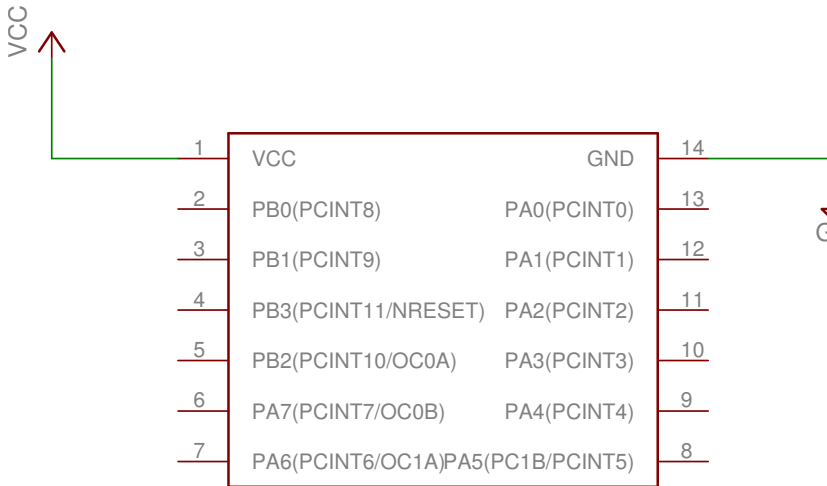 VCC
1 VCC GND 14
2 PB0(PCINT8) PA0(PCINT0) 13
3 PB1(PCINT9) PA1(PCINT1) 12
4 PB3(PCINT11/NRESET) PA2(PCINT2) 11
5 PB2(PCINT10/OC0A) PA3(PCINT3) 10
6 PA7(PCINT7/OC0B) PA4(PCINT4) 9
7 PA6(PCINT6/OC1A) PA5(PC1B/PCINT5) 8